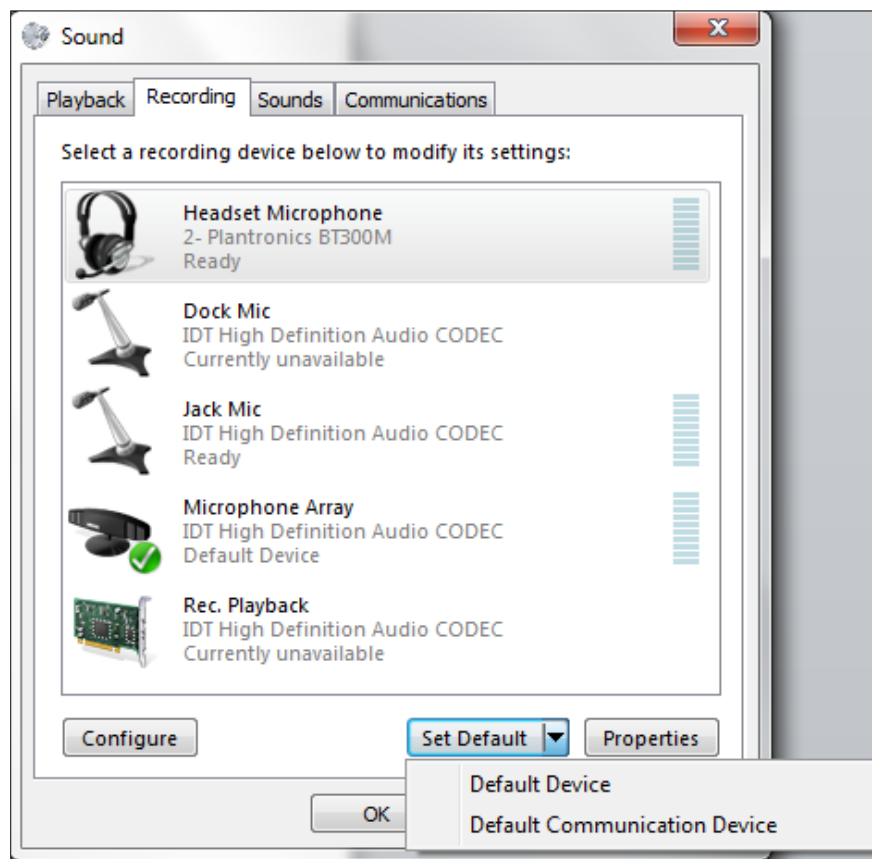 Sound
Playback Recording Sounds Communications
Select a recording device below to modify its settings:
Headset Microphone
2- Plantronics BT300M
Ready
Dock Mic
IDT High Definition Audio CODEC
Currently unavailable
Jack Mic
IDT High Definition Audio CODEC
Ready
Microphone Array
IDT High Definition Audio CODEC
Default Device
Rec. Playback
IDT High Definition Audio CODEC
Currently unavailable
Configure Set Default Properties
Default Device
OK
Default Communication Device